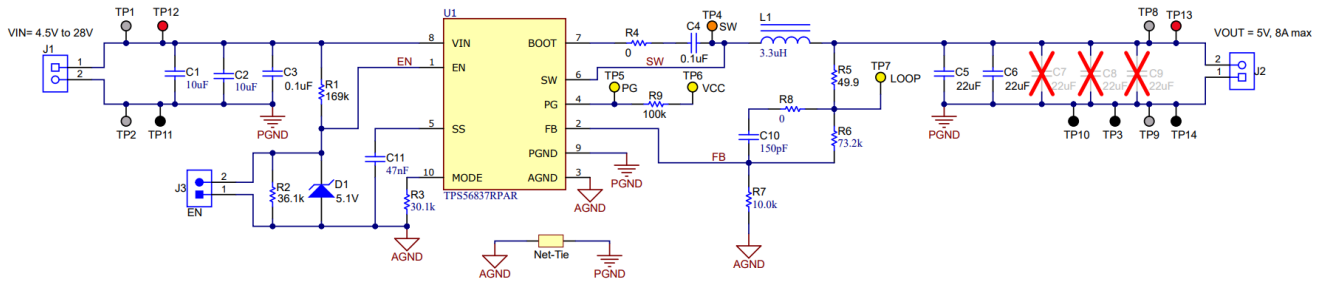 VIN= 4.5V to 28V
J1
1
2
TP1
TP12
TP2
TP11
C1
10uF
C2
10uF
C3
0.1uF
PGND
R1
169k
EN
J3
2
1
EN
R2
36.1k
D1
5.1V
C11
47nF
R3
30.1k
AGND
U1
8
VIN
1
EN
5
SS
10
MODE
BOOT
7
SW
6
PG
4
FB
2
PGND
9
AGND
3
TPS56837RPAR
R4
0
C4
0.1uF
TP4
SW
SW
TP5
PG
R9
100k
TP6
VCC
PGND
AGND
L1
3.3uH
R5
49.9
TP7
LOOP
R8
0
C10
150pF
R6
73.2k
FB
R7
10.0k
AGND
C5
22uF
C6
22uF
C7
22uF
C8
22uF
C9
22uF
PGND
TP8
TP13
TP10
TP3
TP9
TP14
VOUT = 5V, 8A max
2
1
J2
AGND
Net-Tie
PGND